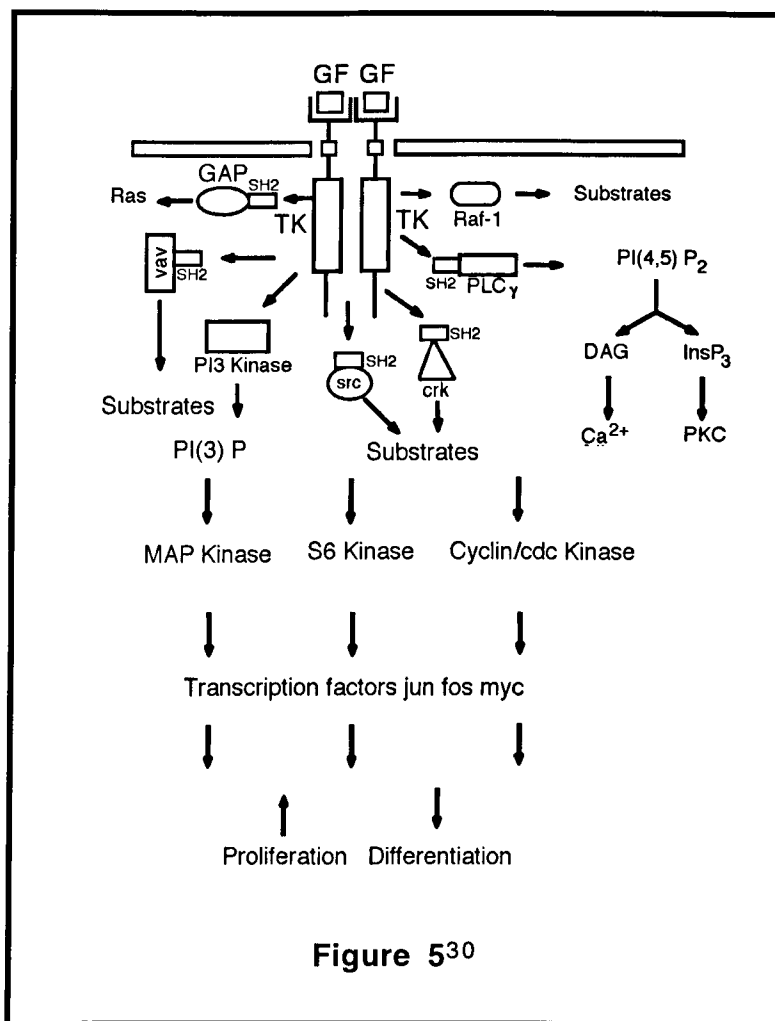 GF GF
GAP
SH2
Ras
TK
TK
Raf-1
Substrates
vav
SH2
SH2
PLCγ
PI(4,5) P2
PI3 Kinase
SH2
src
SH2
crk
DAG
InsP3
Substrates
Ca2+
PKC
PI(3) P
Substrates
MAP Kinase
S6 Kinase
Cyclin/cdc Kinase
Transcription factors jun fos myc
Proliferation
Differentiation
Figure 530